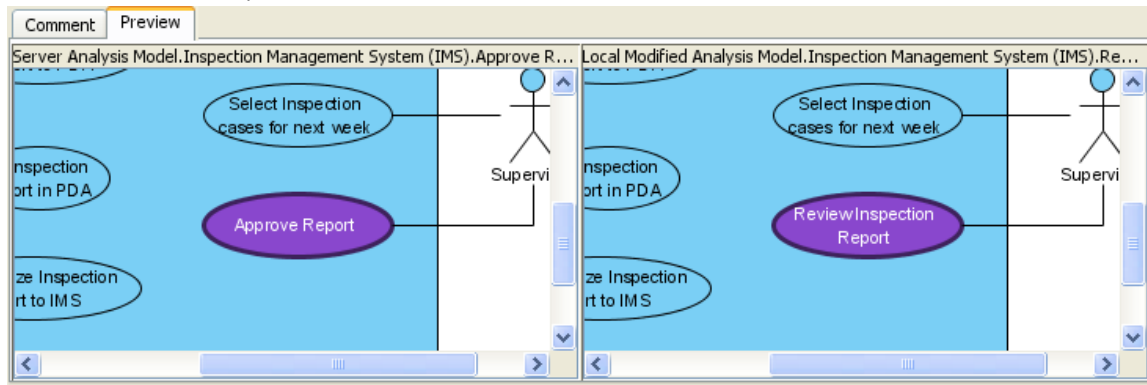 Comment Preview
Server Analysis Model.Inspection Management System (IMS).Approve R...
Select Inspection
cases for next week
nspection
ort in PDA
Supervi
Approve Report
ze Inspection
rt to IMS
Local Modified Analysis Model.Inspection Management System (IMS).Re...
Select Inspection
cases for next week
nspection
ort in PDA
Supervi
Review Inspection
Report
ze Inspection
rt to IMS